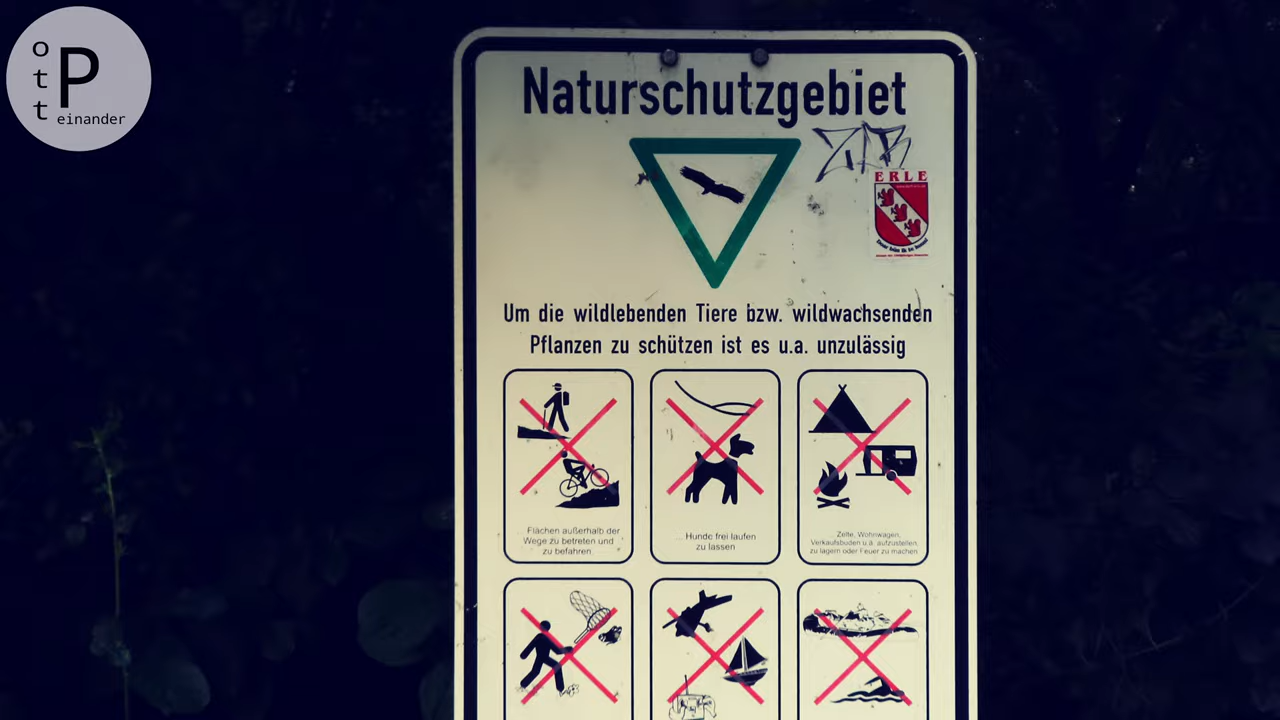 ott
P
einander
Naturschutzgebiet
ERLE
Um die wildlebenden Tiere bzw. wildwachsenden
Pflanzen zu schützen ist es u.a. unzulässig
... Flächen außerhalb der
Wege zu betreten und
zu befahren.
... Hunde frei laufen
zu lassen
Zelte, Wohnwagen,
Verkaufsbuden u.ä. aufzustellen,
zu lagern oder Feuer zu machen